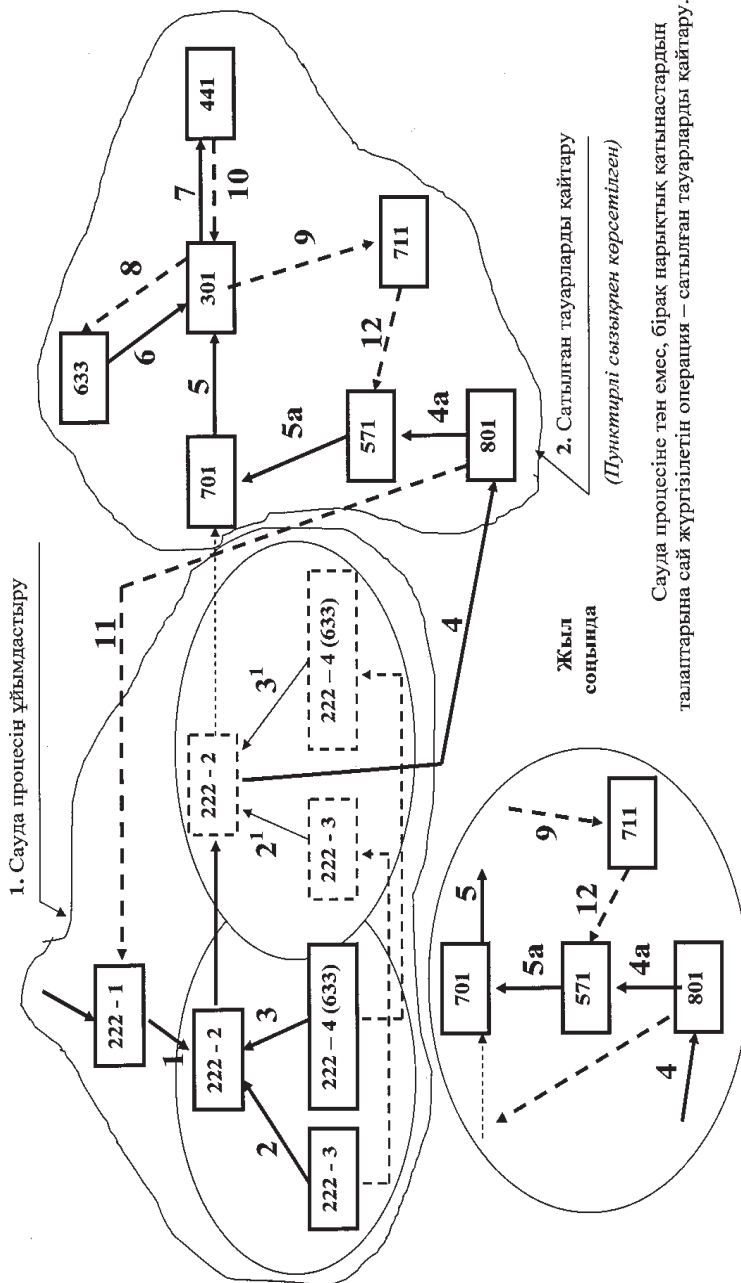 1. Сауда процесің ұйымдастыру
222 - 1
1
11
222 - 2
2
3
222 - 3
222 – 4 (633)
222 - 2
2¹
3¹
222 - 3
222 – 4 (633)
4
633
8
6
701
5
301
7
10
441
9
5а
571
12
711
4а
801
2. Сатылған тауарларды қайтару
(Пунктирлі сызықпен көрсетілген)
Жыл
соңында
701
5
9
5а
571
12
711
4а
801
4
Сауда процесіне тән емес, бірақ нарықтық қатынастардың
талаптарына сай жүргізілетін операция – сатылған тауарларды қайтару.